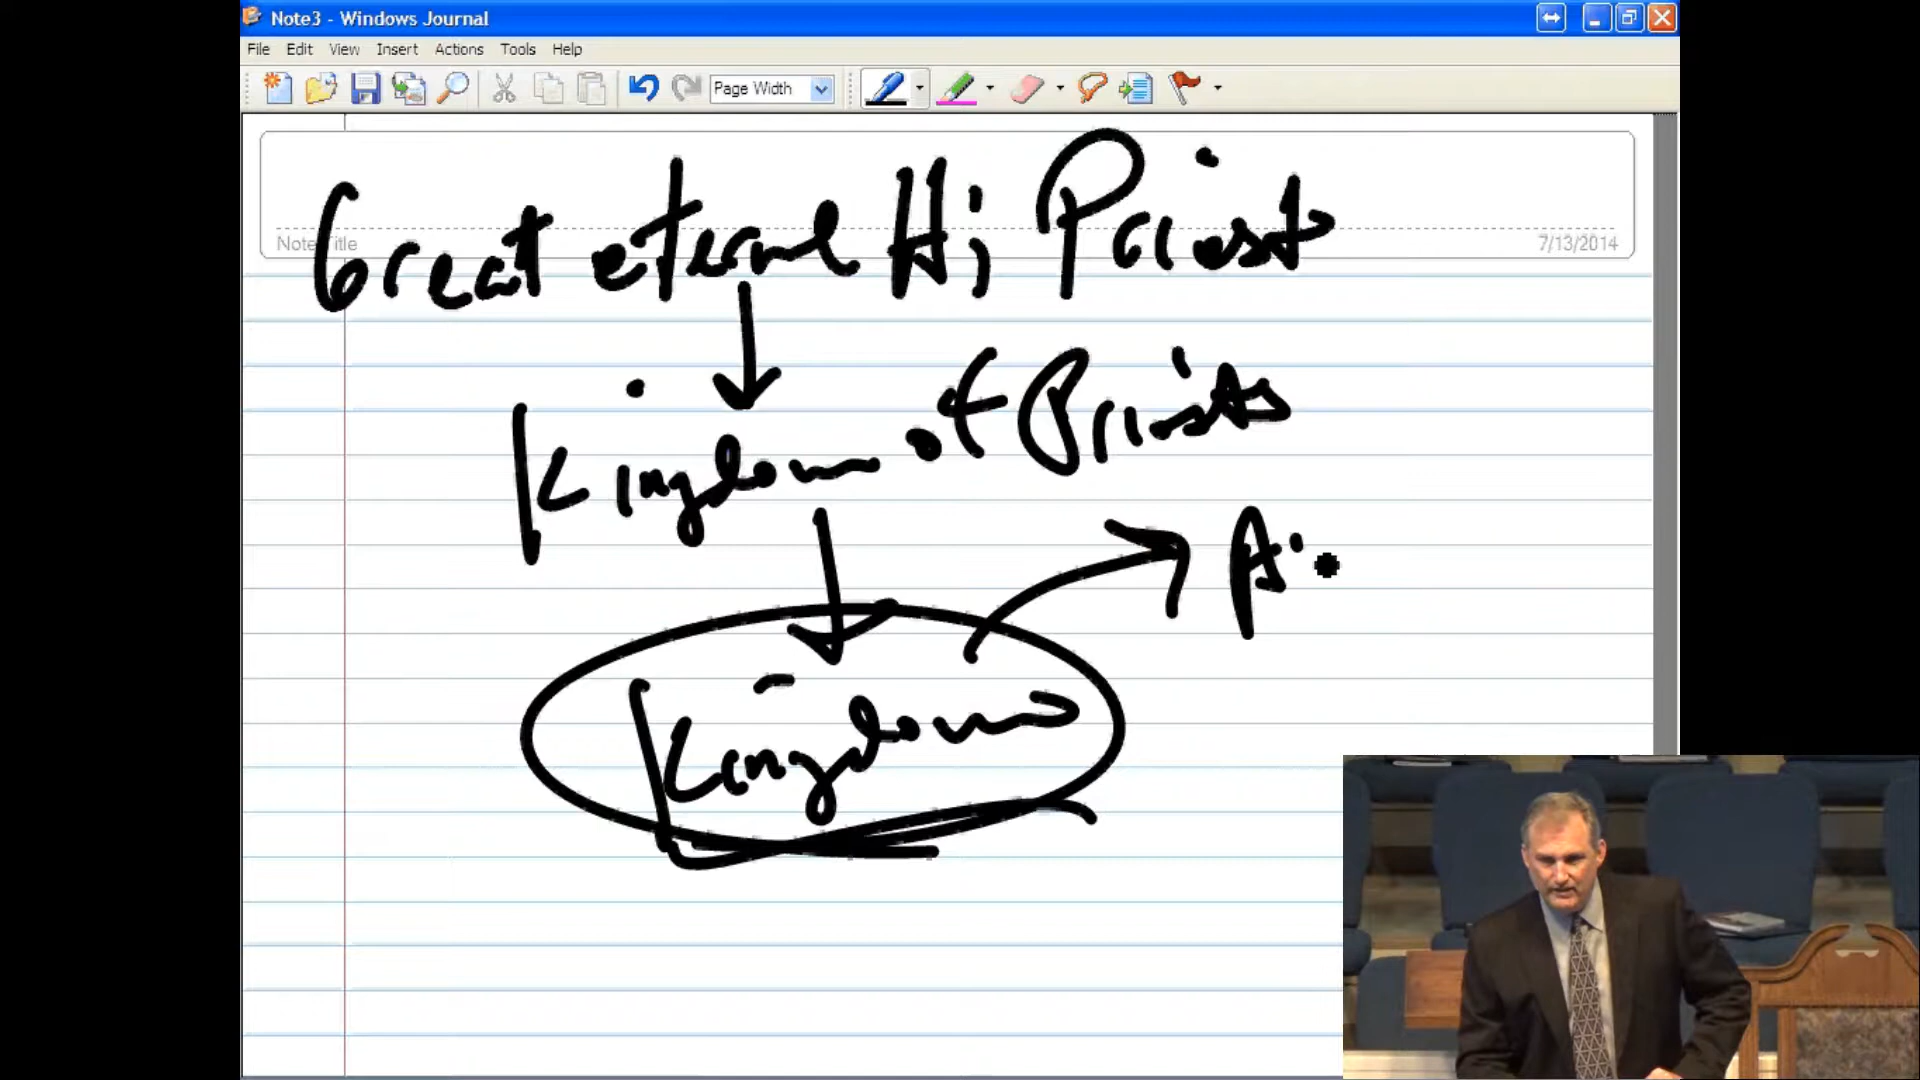 Note3 - Windows Journal
File Edit View Insert Actions Tools Help
Page Width
Great eternl Hi Priest
Note Title
7/13/2014
Kingdom of Priests
Kingdom